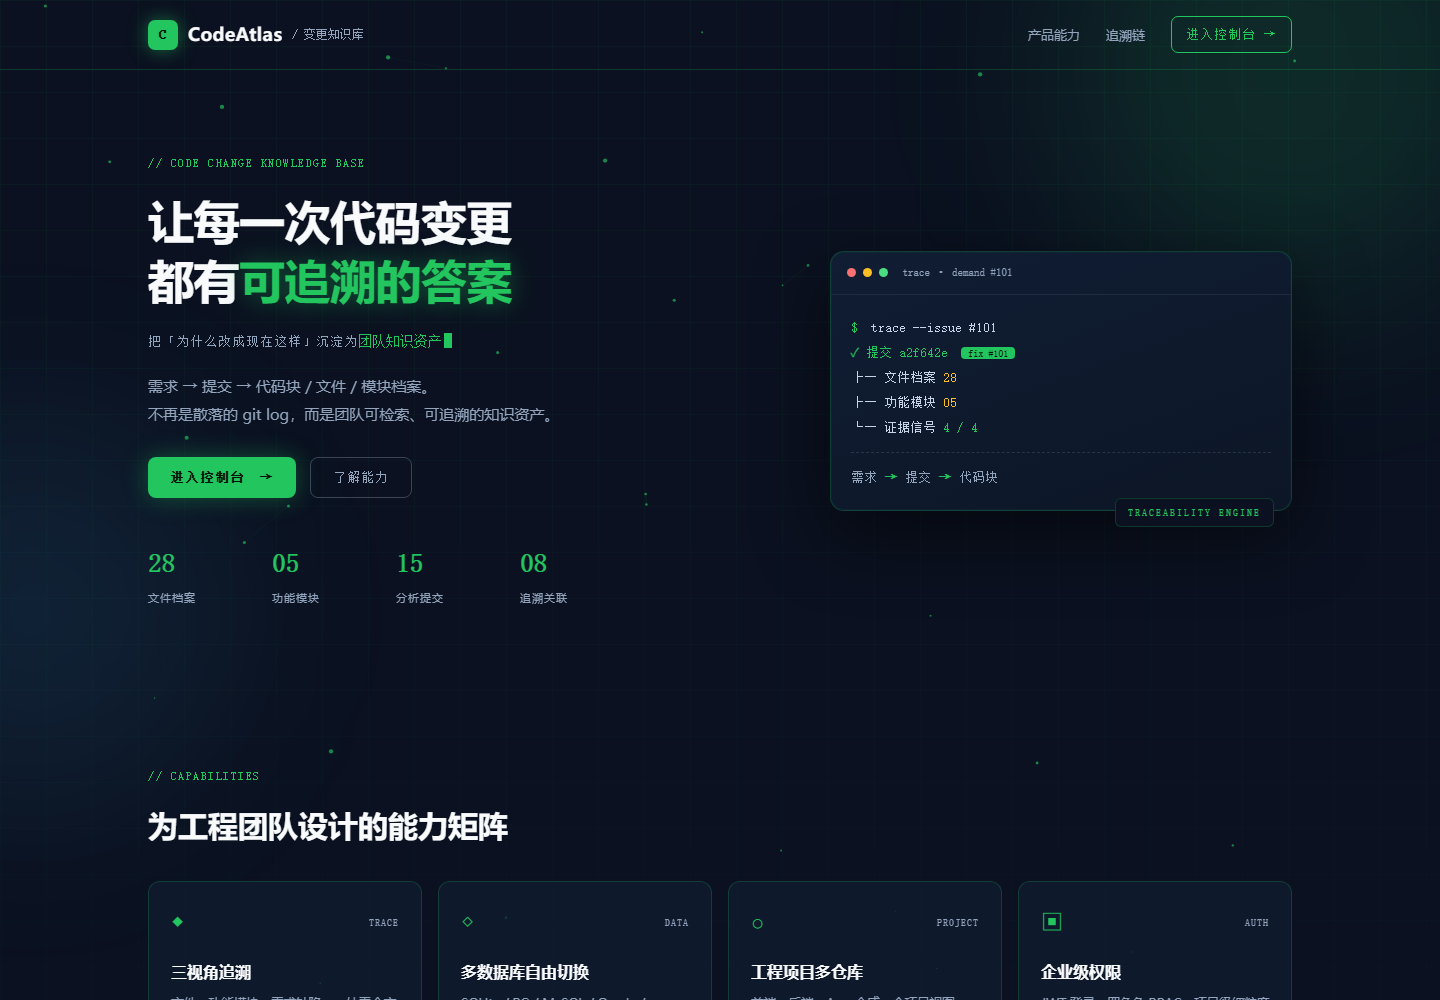 C CodeAtlas / 变更知识库
产品能力 追溯链 进入控制台 →
// CODE CHANGE KNOWLEDGE BASE
让每一次代码变更
都有可追溯的答案
把「为什么改成现在这样」沉淀为团队知识资产
需求 → 提交 → 代码块 / 文件 / 模块档案。
不再是散落的 git log，而是团队可检索、可追溯的知识资产。
进入控制台 →
了解能力
28 05 15 08
文件档案 功能模块 分析提交 追溯关联
trace · demand #101
$ trace --issue #101
✓ 提交 a2f642e fix #101
├─ 文件档案 28
├─ 功能模块 05
└─ 证据信号 4 / 4
需求 → 提交 → 代码块
TRACEABILITY ENGINE
// CAPABILITIES
为工程团队设计的能力矩阵
TRACE
三视角追溯
DATA
多数据库自由切换
PROJECT
工程项目多仓库
AUTH
企业级权限